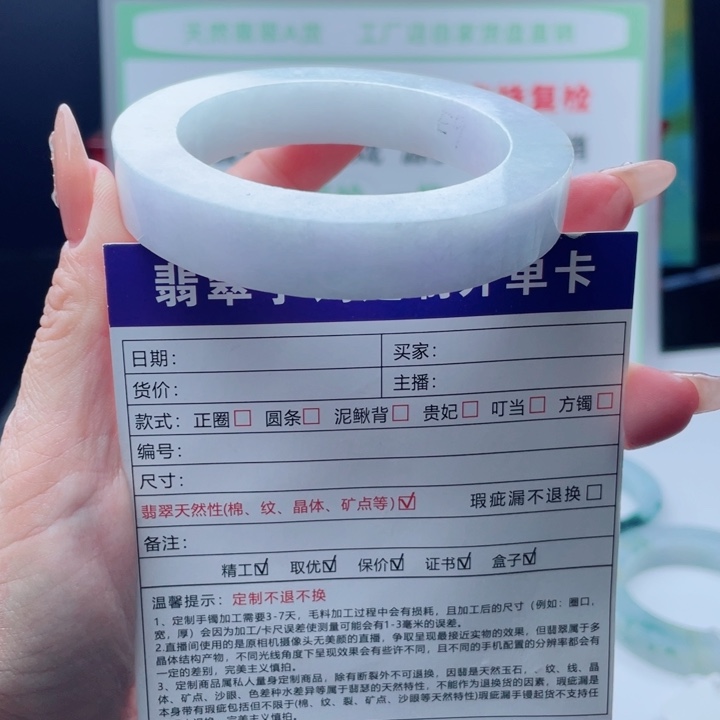 天然翡翠A货 工厂店自家货直播
复检
翡翠手
单卡
日期：
买家：
货价：
主播：
款式：正圈□ 圆条□ 泥鳅背□ 贵妃□ 叮当□ 方镯□
编号：
尺寸：
翡翠天然性(棉、纹、晶体、矿点等)☑ 瑕疵漏不退换□
备注：
精工☑ 取优☑ 保价☑ 证书☑ 盒子☑
温馨提示：定制不退不换
1、定制手镯加工需要3-7天，毛料加工过程中会有损耗，且加工后的尺寸（例如：圈口、
宽，厚）会因为加工/卡尺误差使测量可能会有1-3毫米的误差。
2.直播间使用的是原相机摄像头无美颜的直播，争取呈现最接近实物的效果，但翡翠属于多
晶体结构产物，不同光线角度下呈现效果会有些许不同，且不同的手机配置的分辨率都会有
一定的差别，完美主义慎拍。
3、定制商品属私人量身定制商品，除有断裂外不可退换，因翡是天然玉石，、纹、线、晶
体、矿点、沙眼、色差种水差异等属于翡翠的天然特性，不能作为退换货的因素，瑕疵漏是
本身带有瑕疵包括但不限于(棉、纹、裂、矿点、沙眼等天然特性)瑕疵漏手镯起货不支持任
完美主义慎拍。